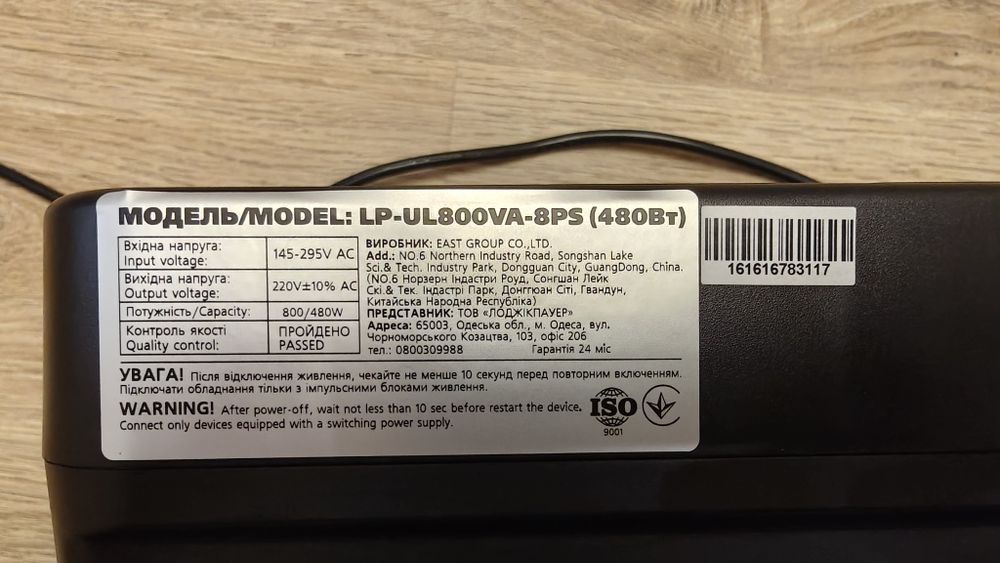 МОДЕЛЬ/MODEL: LP-UL800VA-8PS (480Вт)
Вхідна напруга:
Input voltage:
145-295V AC
Вихідна напруга:
Output voltage:
220V±10% AC
Потужність/Capacity:
800/480W
Контроль якості
Quality control:
ПРОЙДЕНО
PASSED
ВИРОБНИК: EAST GROUP CO.,LTD.
Add.: NO.6 Northern Industry Road, Songshan Lake
Sci.& Tech. Industry Park, Dongguan City, GuangDong, China.
(NO.6 Норзерн Індастри Роуд, Сонгшан Лейк
Скі.& Тек. Індастрі Парк, Донггюан Сіті, Гвандун,
Китайська Народна Республіка)
ПРЕДСТАВНИК: ТОВ «ЛОДЖІКПАУЕР»
Адреса: 65003, Одеська обл., м. Одеса, вул.
Чорноморського Козацтва, 103, офіс 206
тел.: 0800309988 Гарантія 24 міс
УВАГА! Після відключення живлення, чекайте не менше 10 секунд перед повторним включенням.
Підключати обладнання тільки з імпульсними блоками живлення.
WARNING! After power-off, wait not less than 10 sec before restart the device.
Connect only devices equipped with a switching power supply.
ISO
9001
161616783117